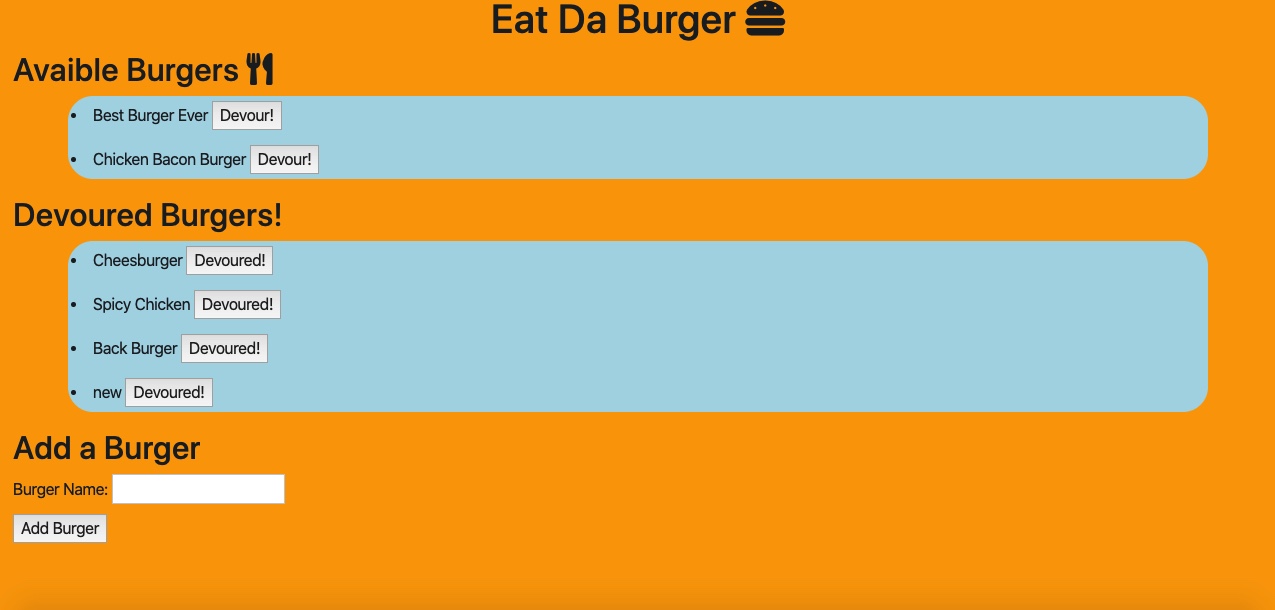 Eat Da Burger
Avaible Burgers
Best Burger Ever Devour!
Chicken Bacon Burger Devour!
Devoured Burgers!
Cheesburger Devoured!
Spicy Chicken Devoured!
Back Burger Devoured!
new Devoured!
Add a Burger
Burger Name:
Add Burger